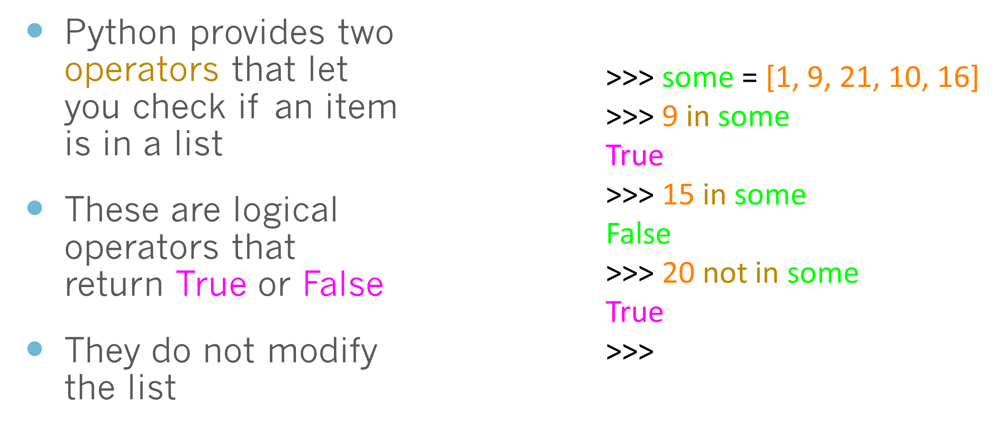 • Python provides two
operators that let
you check if an item
is in a list
• These are logical
operators that
return True or False
• They do not modify
the list
>>> some = [1, 9, 21, 10, 16]
>>> 9 in some
True
>>> 15 in some
False
>>> 20 not in some
True
>>>